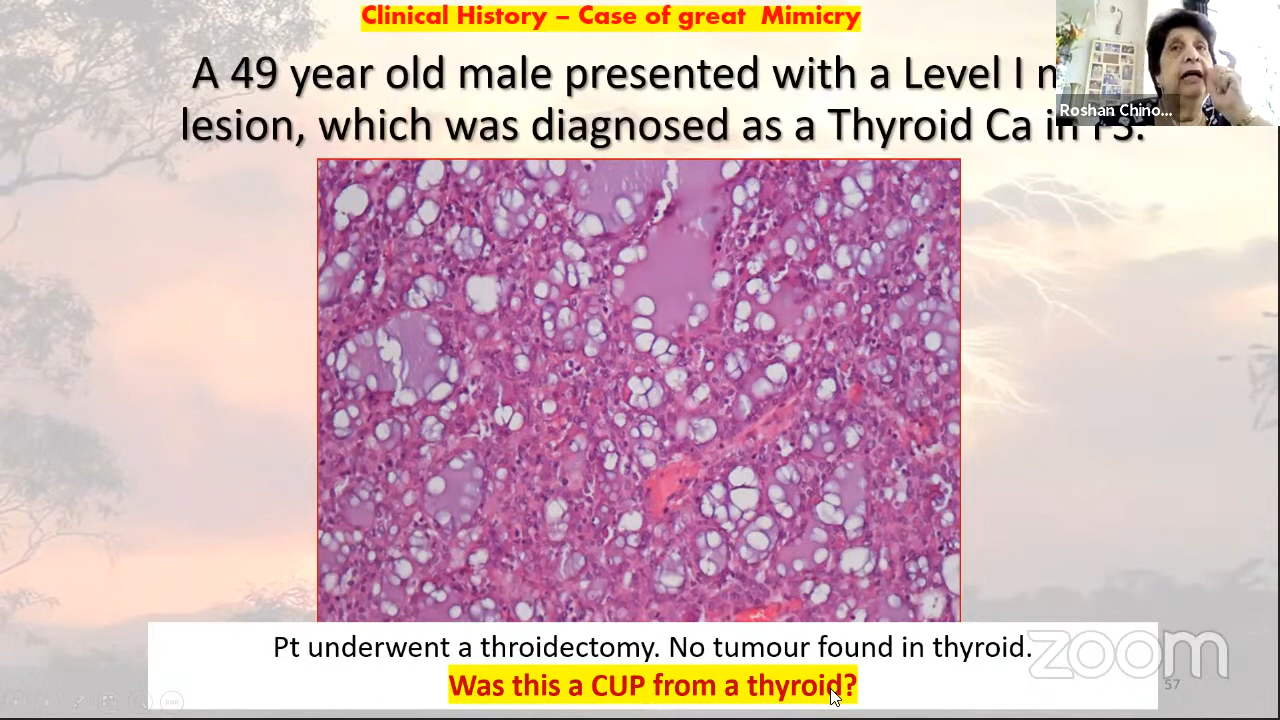 Clinical History – Case of great Mimicry
A 49 year old male presented with a Level I
lesion, which was diagnosed as a Thyroid Ca in
Roshan Chino...
Pt underwent a throidectomy. No tumour found in thyroid.
Was this a CUP from a thyroid?
zoom
57